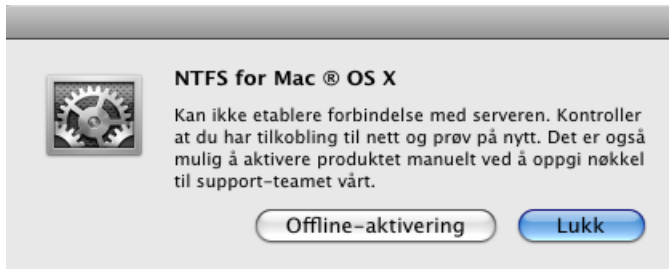 NTFS for Mac ® OS X
Kan ikke etablere forbindelse med serveren. Kontroller
at du har tilkobling til nett og prøv på nytt. Det er også
mulig å aktivere produktet manuelt ved å oppgi nøkkel
til support-teamet vårt.
Offline-aktivering
Lukk